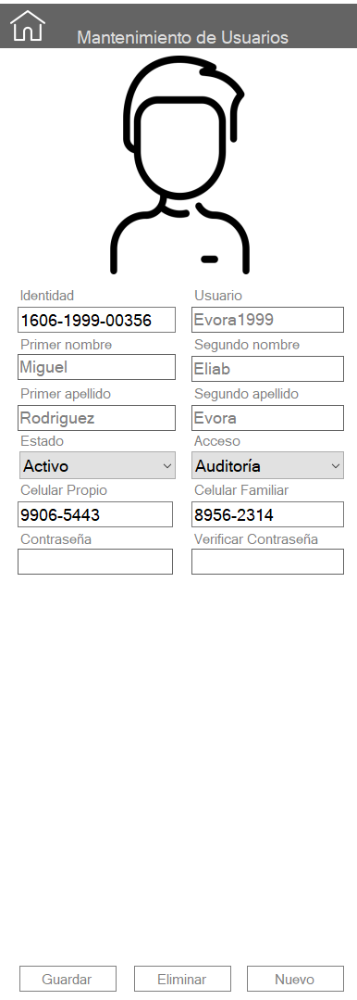 Mantenimiento de Usuarios
Identidad Usuario
1606-1999-00356 Evora1999
Primer nombre Segundo nombre
Miguel Eliab
Primer apellido Segundo apellido
Rodriguez Evora
Estado Acceso
Activo Auditoría
Celular Propio Celular Familiar
9906-5443 8956-2314
Contraseña Verificar Contraseña
Guardar Eliminar Nuevo